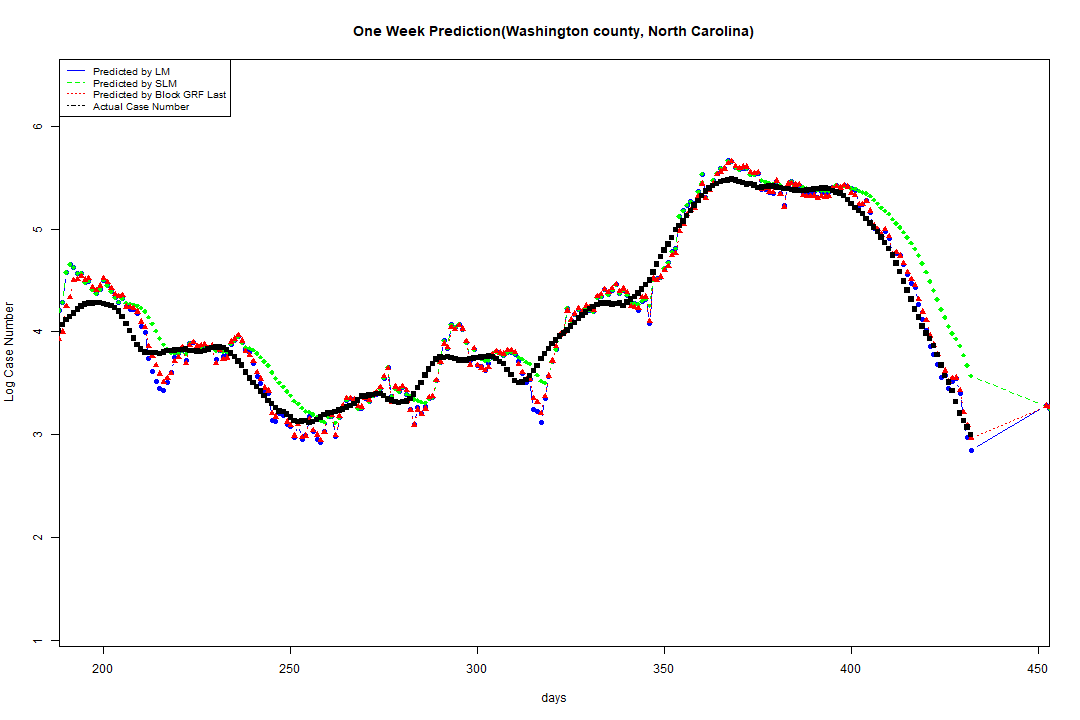 One Week Prediction(Washington county, North Carolina)
Predicted by LM
Predicted by SLM
Predicted by Block GRF Last
Actual Case Number
Log Case Number
6
5
4
3
2
1
200 250 300 350 400 450
days